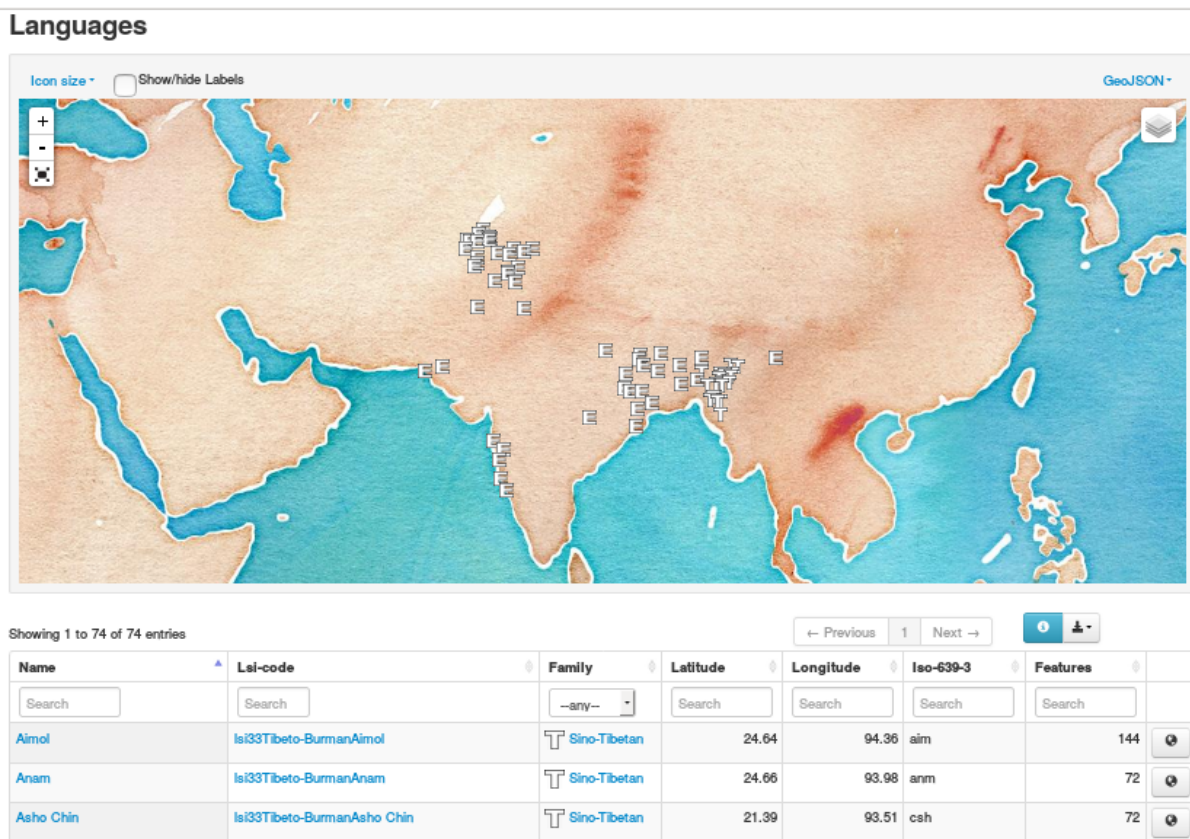 Languages
Icon size
Show/hide Labels
GeoJSON
+
-
Showing 1 to 74 of 74 entries
← Previous 1 Next →
Name Lsi-code Family Latitude Longitude Iso-639-3 Features
Search Search --any-- Search Search Search Search
Aimol lsi33Tibeto-BurmanAimol T Sino-Tibetan 24.64 94.36 aim 144
Anam lsi33Tibeto-BurmanAnam T Sino-Tibetan 24.66 93.98 anm 72
Asho Chin lsi33Tibeto-BurmanAsho Chin T Sino-Tibetan 21.39 93.51 csh 72